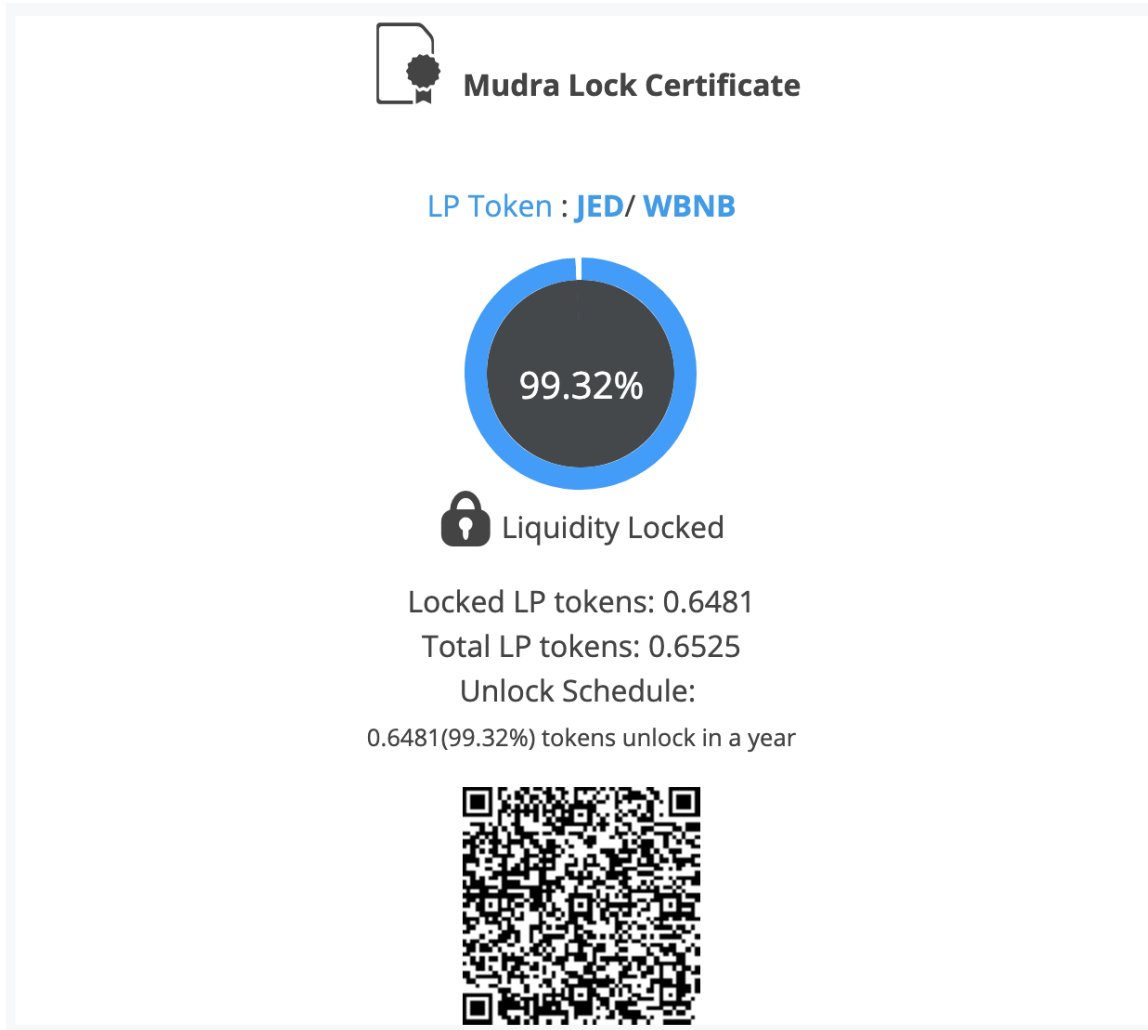 Mudra Lock Certificate
LP Token : JED/ WBNB
99.32%
Liquidity Locked
Locked LP tokens: 0.6481
Total LP tokens: 0.6525
Unlock Schedule:
0.6481(99.32%) tokens unlock in a year